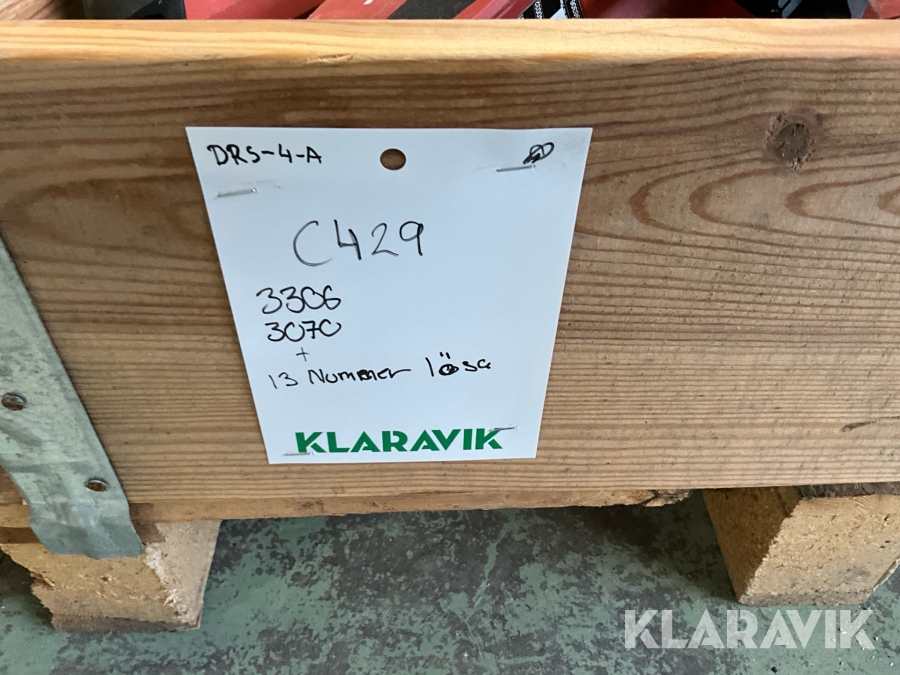 DRS-4-A
C429
3306
3070
+
13 Nummer lösa
KLARAVIK
KLARAVIK